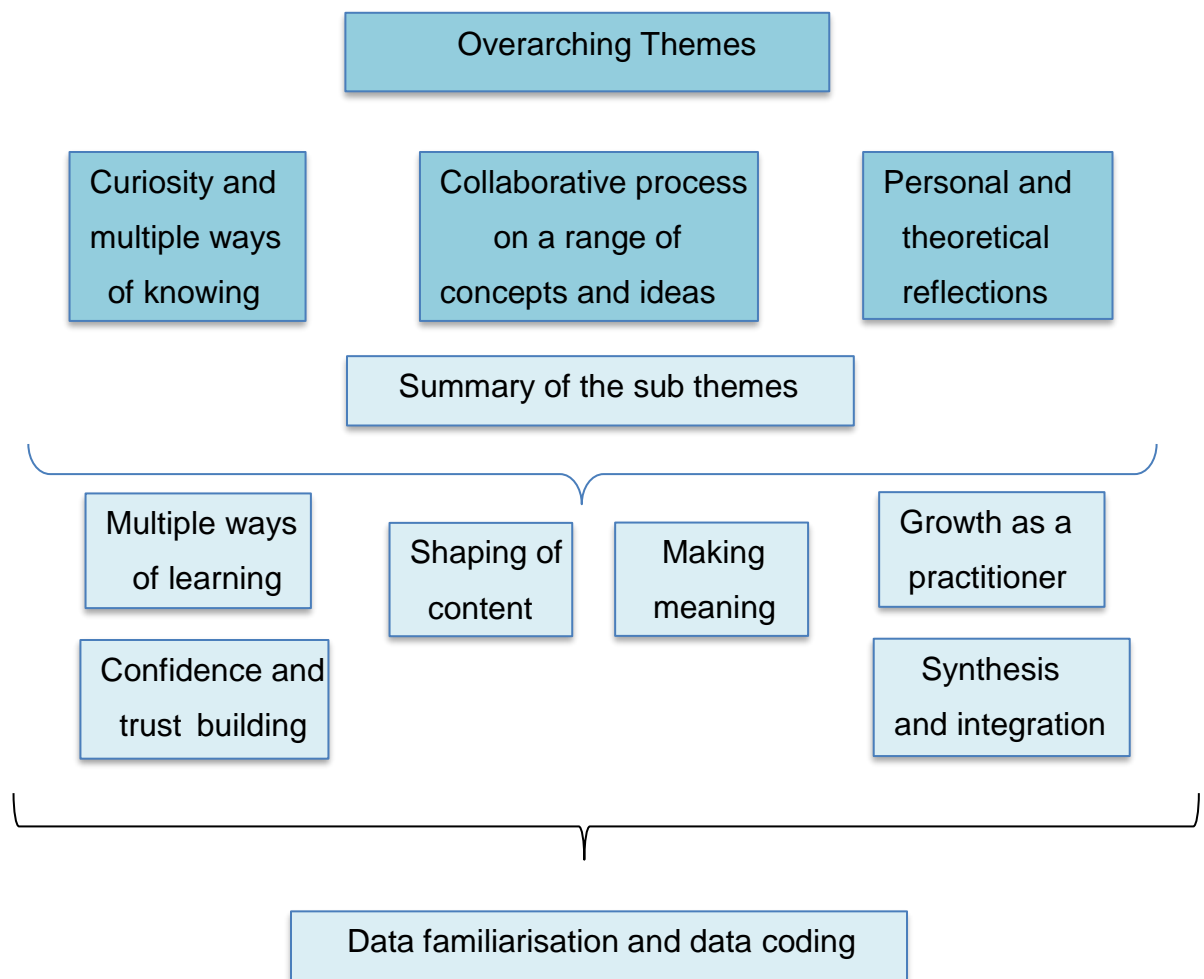 Overarching Themes
Curiosity and
multiple ways
of knowing
Collaborative process
on a range of
concepts and ideas
Personal and
theoretical
reflections
Summary of the sub themes
Multiple ways
of learning
Shaping of
content
Making
meaning
Growth as a
practitioner
Confidence and
trust building
Synthesis
and integration
Data familiarisation and data coding